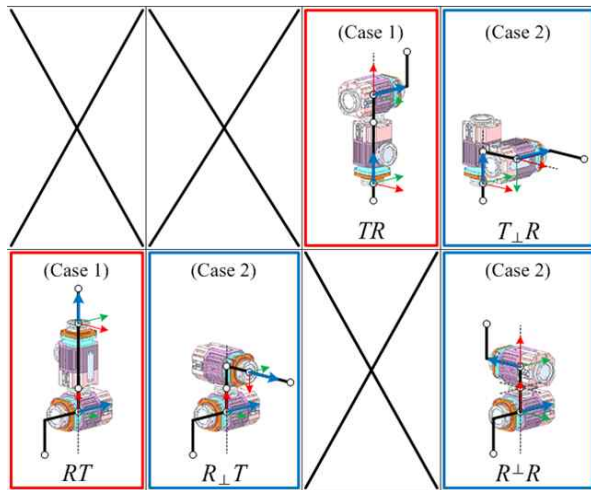 (Case 1)
(Case 2)
TR
T⊥R
(Case 1)
(Case 2)
(Case 2)
RT
R⊥T
R⊥R